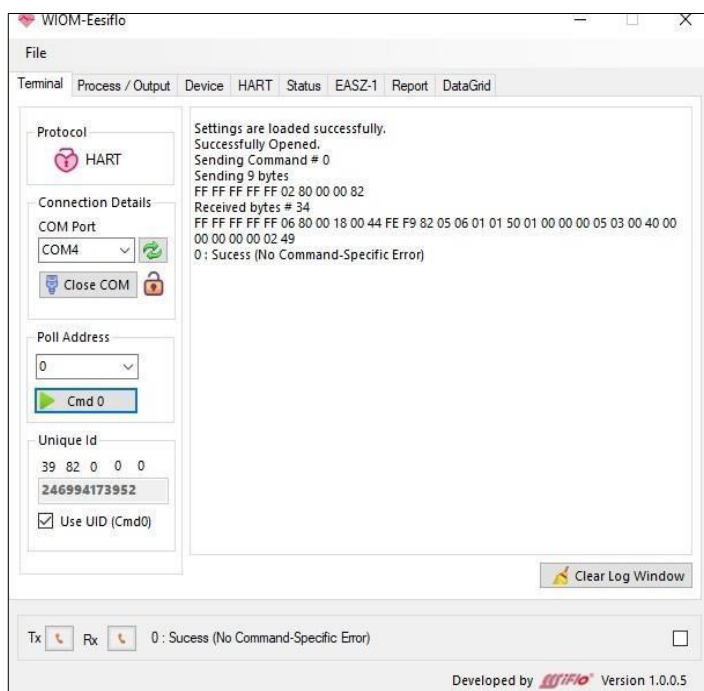 WIOM-Eesiflo
File
Terminal Process / Output Device HART Status EASZ-1 Report DataGrid
Protocol
HART
Connection Details
COM Port
COM4
Close COM
Poll Address
0
Cmd 0
Unique Id
39 82 0 0 0
246994173952
Use UID (Cmd0)
Settings are loaded successfully.
Successfully Opened.
Sending Command # 0
Sending 9 bytes
FF FF FF FF FF 02 80 00 00 82
Received bytes # 34
FF FF FF FF FF 06 80 00 18 00 44 FE F9 82 05 06 01 01 50 01 00 00 00 05 03 00 40 00
00 00 00 00 02 49
0 : Sucess (No Command-Specific Error)
Clear Log Window
Tx Rx 0 : Sucess (No Command-Specific Error)
Developed by eesiflo Version 1.0.0.5